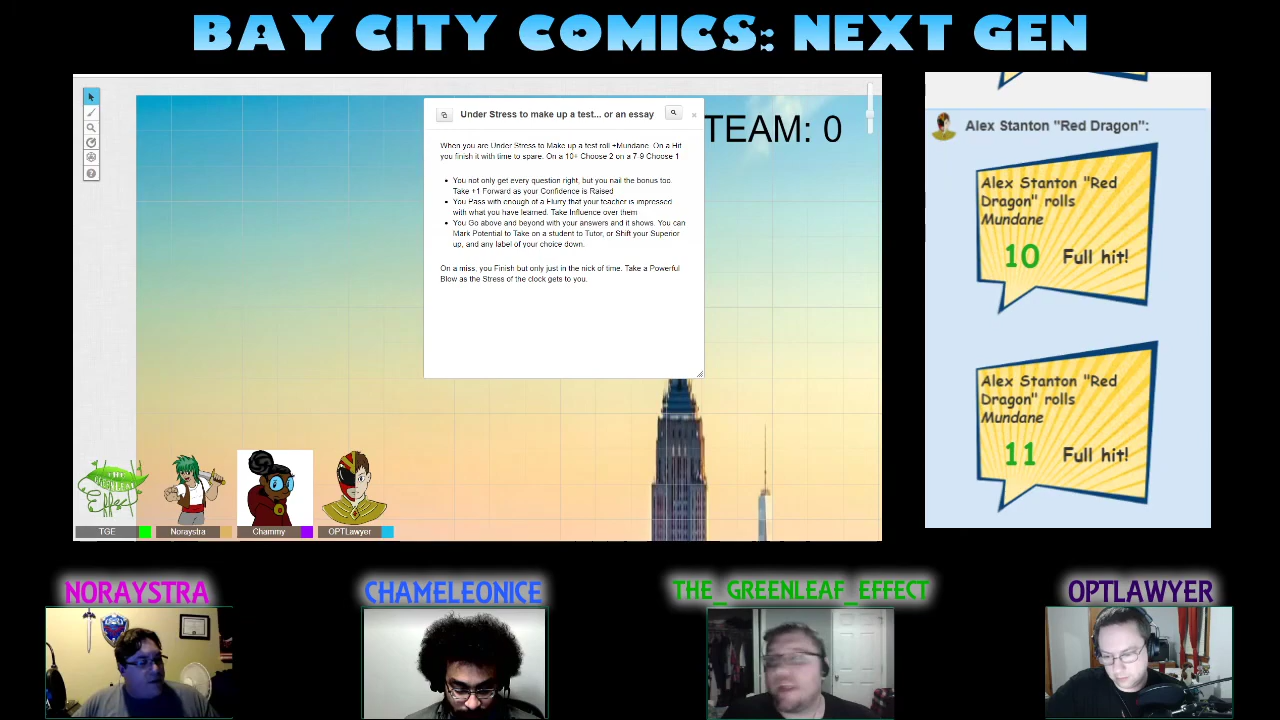 BAY CITY COMICS: NEXT GEN
Under Stress to make up a test... or an essay
When you are Under Stress to Make up a test roll +Mundane. On a Hit
you finish it with time to spare. On a 10+ Choose 2 on a 7-9 Choose 1
You not only get every question right, but you nail the bonus too.
Take +1 Forward as your Confidence is Raised
You Pass with enough of a Flurry that your teacher is impressed
with what you have learned. Take Influence over them
You Go above and beyond with your answers and it shows. You can
Mark Potential to Take on a student to Tutor, or Shift your Superior
up, and any label of your choice down.
On a miss, you Finish but only just in the nick of time. Take a Powerful
Blow as the Stress of the clock gets to you.
TEAM: 0
Alex Stanton "Red Dragon":
Alex Stanton "Red
Dragon" rolls
Mundane
10 Full hit!
Alex Stanton "Red
Dragon" rolls
Mundane
11 Full hit!
THE
GREENLEAF
Effect
TGE
Noraystra
Chammy
OPTLawyer
NORAYSTRA
CHAMELEONICE
THE_GREENLEAF_EFFECT
OPTLAWYER